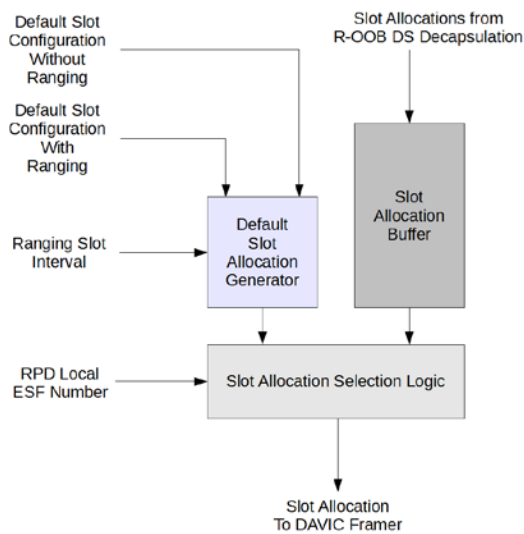 Default Slot
Configuration
Without
Ranging
Slot Allocations from
R-OOB DS Decapsulation
Default Slot
Configuration
With
Ranging
Ranging Slot
Interval
Default
Slot
Allocation
Generator
Slot
Allocation
Buffer
RPD Local
ESF Number
Slot Allocation Selection Logic
Slot Allocation
To DAVIC Framer